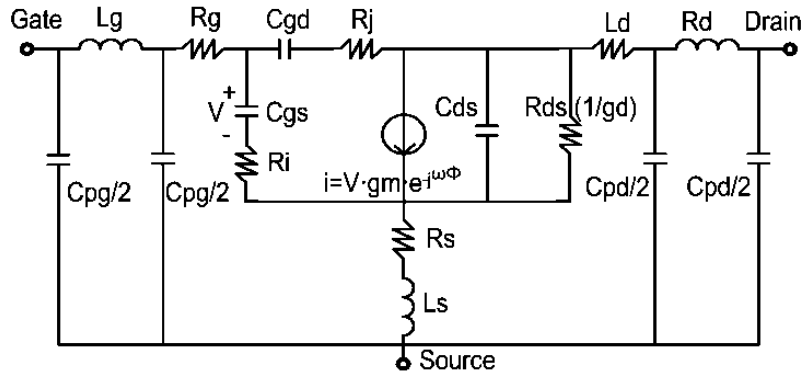 Gate Lg Rg Cgd Rj Ld Rd Drain
+
V Cgs
-
Cds Rds (1/gd)
Ri
Cpg/2 Cpg/2 i=V·gm·e-jωΦ Cpd/2 Cpd/2
Rs
Ls
Source